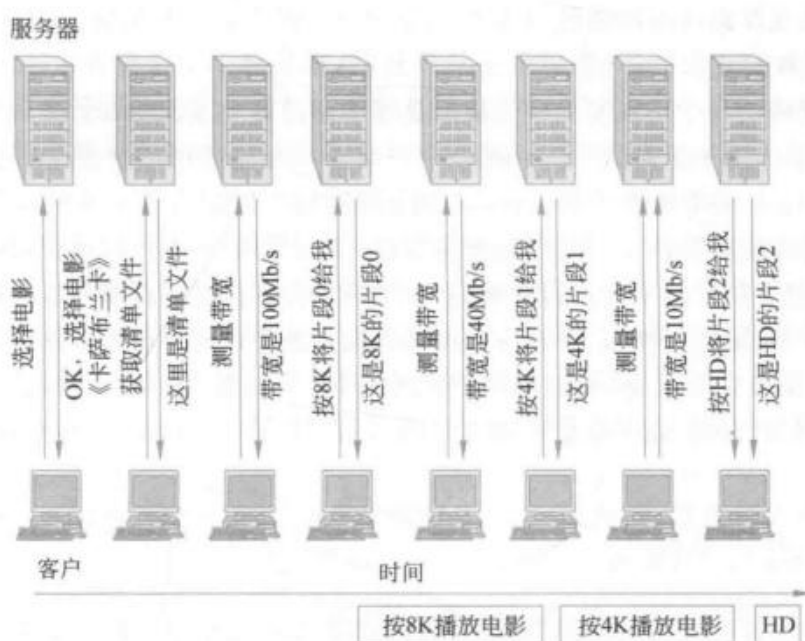 服务器
选择电影
OK，选择电影
《卡萨布兰卡》
获取清单文件
这里是清单文件
测量带宽
带宽是100Mb/s
按8K将片段0给我
这是8K的片段0
测量带宽
带宽是40Mb/s
按4K将片段1给我
这是4K的片段1
测量带宽
带宽是10Mb/s
按HD将片段2给我
这是HD的片段2
客户
时间
按8K播放电影
按4K播放电影
HD